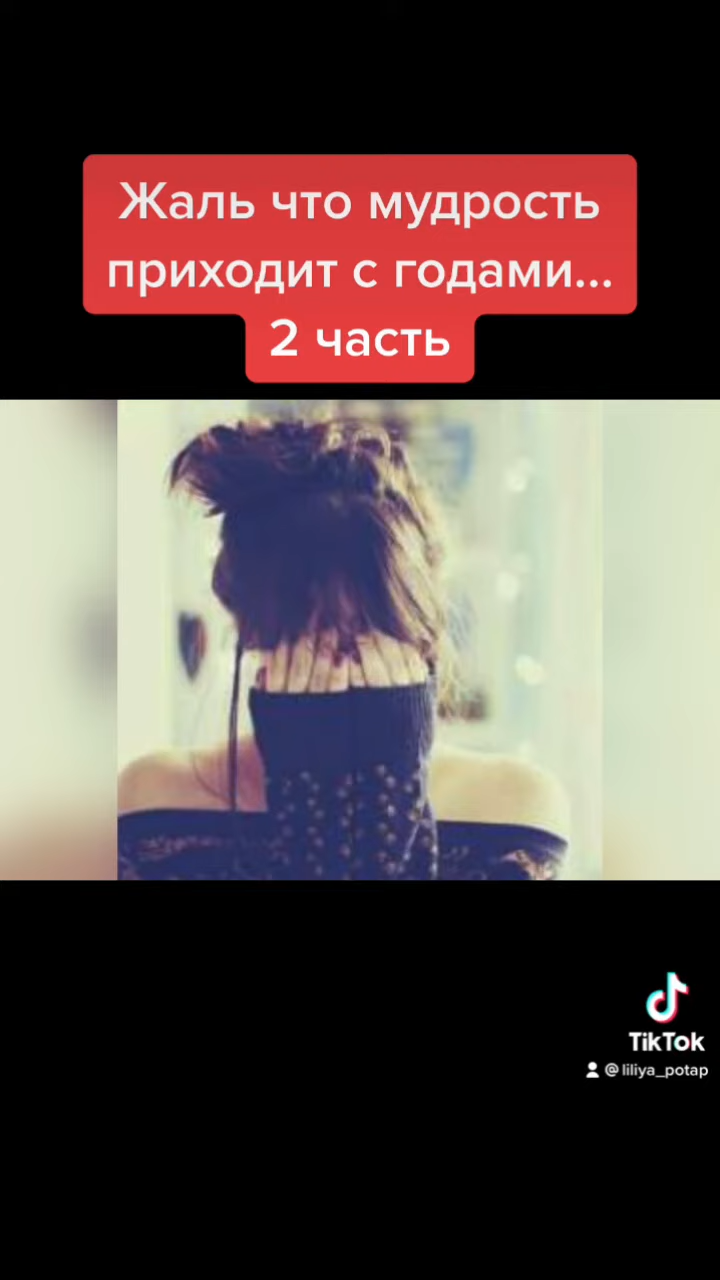 Жаль что мудрость
приходит с годами...
2 часть
TikTok
@liliya_potap